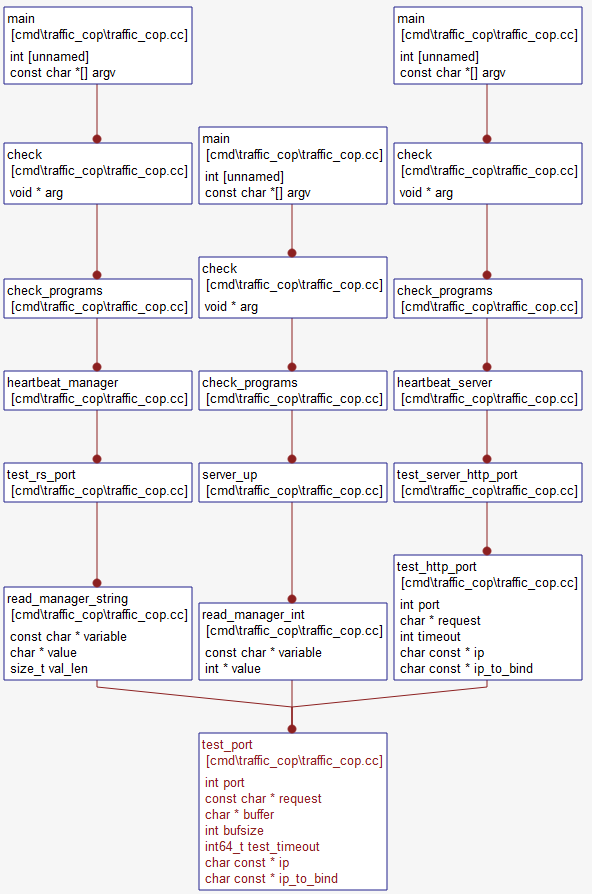 main
[cmd\traffic_cop\traffic_cop.cc]
int [unnamed]
const char *[] argv
check
[cmd\traffic_cop\traffic_cop.cc]
void * arg
check_programs
[cmd\traffic_cop\traffic_cop.cc]
heartbeat_manager
[cmd\traffic_cop\traffic_cop.cc]
test_rs_port
[cmd\traffic_cop\traffic_cop.cc]
read_manager_string
[cmd\traffic_cop\traffic_cop.cc]
const char * variable
char * value
size_t val_len
main
[cmd\traffic_cop\traffic_cop.cc]
int [unnamed]
const char *[] argv
check
[cmd\traffic_cop\traffic_cop.cc]
void * arg
check_programs
[cmd\traffic_cop\traffic_cop.cc]
server_up
[cmd\traffic_cop\traffic_cop.cc]
read_manager_int
[cmd\traffic_cop\traffic_cop.cc]
const char * variable
int * value
main
[cmd\traffic_cop\traffic_cop.cc]
int [unnamed]
const char *[] argv
check
[cmd\traffic_cop\traffic_cop.cc]
void * arg
check_programs
[cmd\traffic_cop\traffic_cop.cc]
heartbeat_server
[cmd\traffic_cop\traffic_cop.cc]
test_server_http_port
[cmd\traffic_cop\traffic_cop.cc]
test_http_port
[cmd\traffic_cop\traffic_cop.cc]
int port
char * request
int timeout
char const * ip
char const * ip_to_bind
test_port
[cmd\traffic_cop\traffic_cop.cc]
int port
const char * request
char * buffer
int bufsize
int64_t test_timeout
char const * ip
char const * ip_to_bind